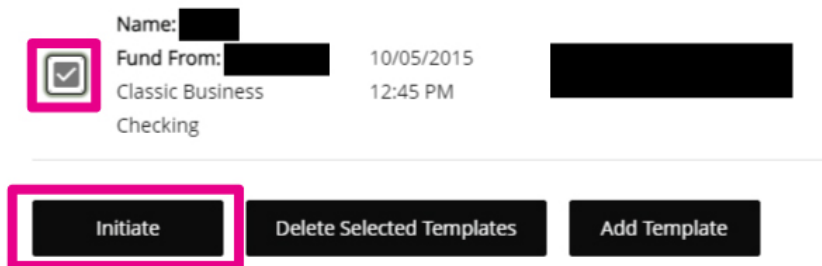 Name:
Fund From:
10/05/2015
Classic Business
12:45 PM
Checking
Initiate
Delete Selected Templates
Add Template